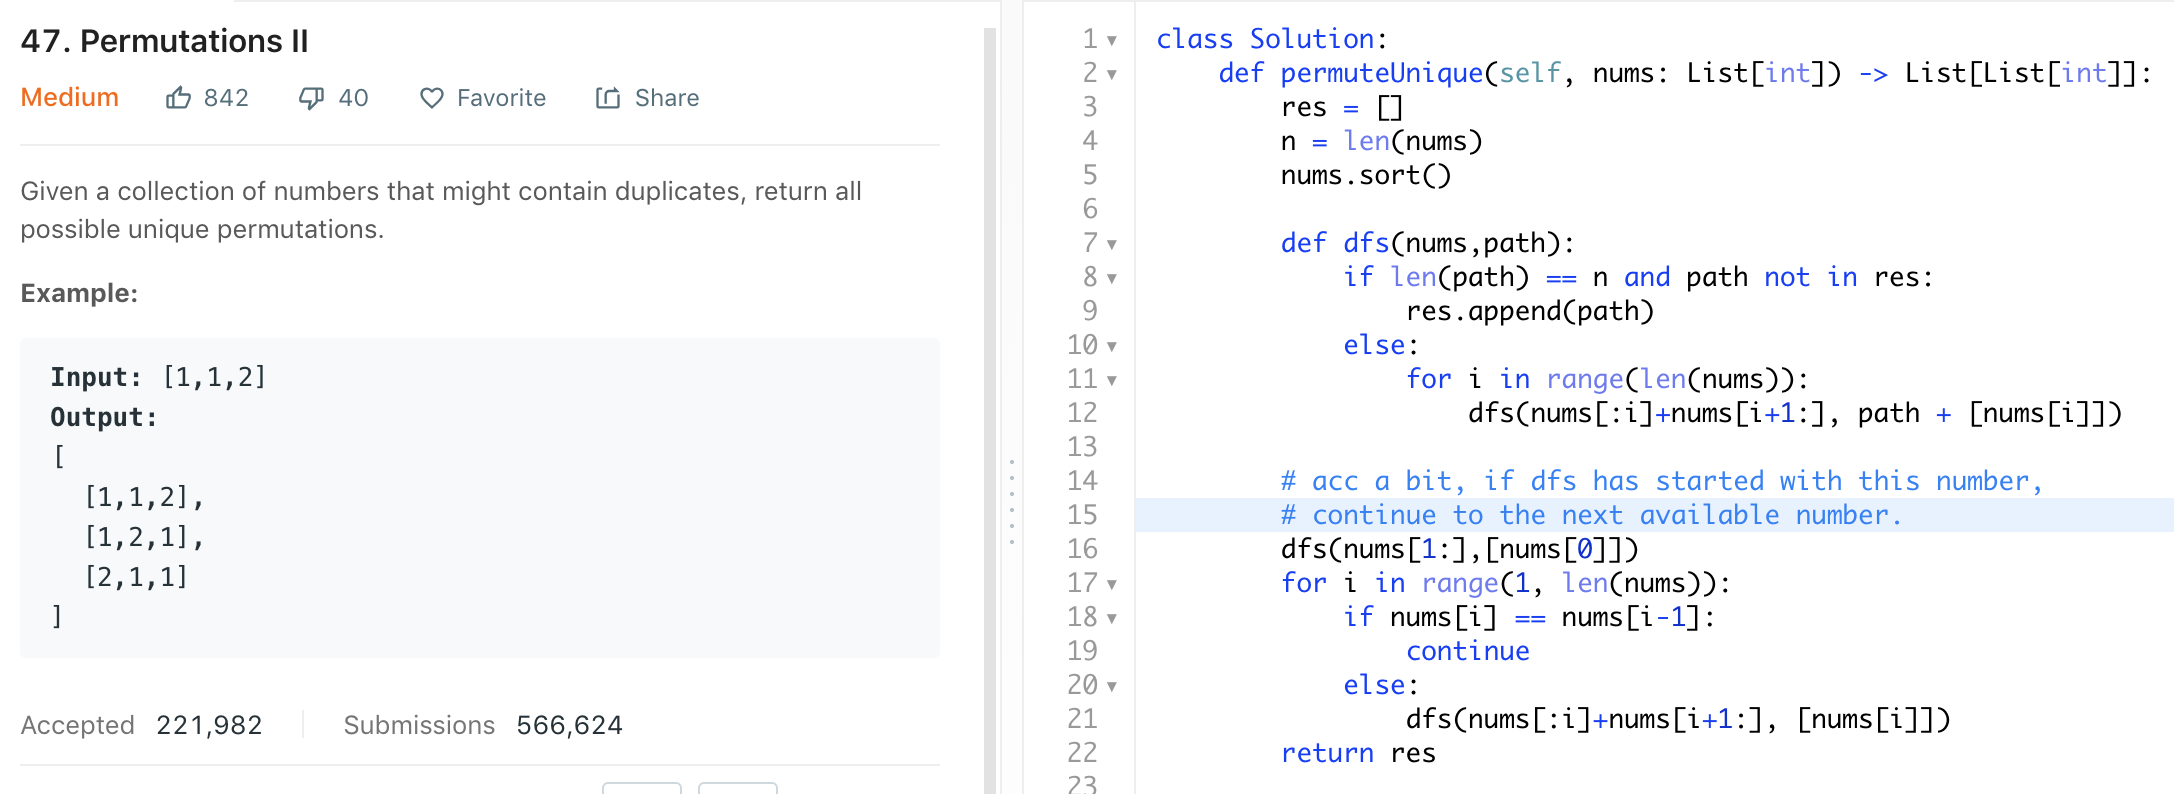 47. Permutations II
Medium 842 40 Favorite Share
Given a collection of numbers that might contain duplicates, return all
possible unique permutations.
Example:
Input: [1,1,2]
Output:
[
  [1,1,2],
  [1,2,1],
  [2,1,1]
]
Accepted 221,982 Submissions 566,624
1 class Solution:
2     def permuteUnique(self, nums: List[int]) -> List[List[int]]:
3         res = []
4         n = len(nums)
5         nums.sort()
6
7         def dfs(nums,path):
8             if len(path) == n and path not in res:
9                 res.append(path)
10             else:
11                 for i in range(len(nums)):
12                     dfs(nums[:i]+nums[i+1:], path + [nums[i]])
13
14         # acc a bit, if dfs has started with this number,
15         # continue to the next available number.
16         dfs(nums[1:],[nums[0]])
17         for i in range(1, len(nums)):
18             if nums[i] == nums[i-1]:
19                 continue
20             else:
21                 dfs(nums[:i]+nums[i+1:], [nums[i]])
22         return res
23